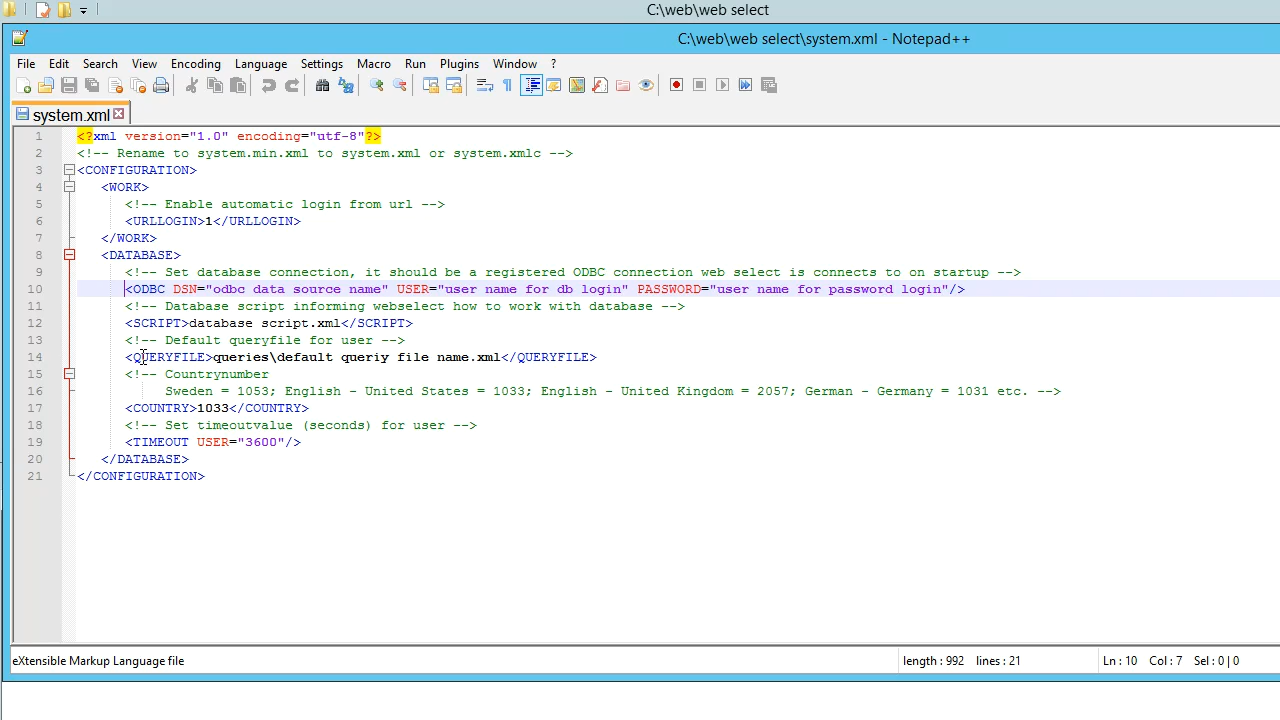 C:\web\web select
C:\web\web select\system.xml - Notepad++
File Edit Search View Encoding Language Settings Macro Run Plugins Window ?
system.xml
1 <?xml version="1.0" encoding="utf-8"?>
2 <!-- Rename to system.min.xml to system.xml or system.xmlc -->
3 <CONFIGURATION>
4 <WORK>
5 <!-- Enable automatic login from url -->
6 <URLLOGIN>1</URLLOGIN>
7 </WORK>
8 <DATABASE>
9 <!-- Set database connection, it should be a registered ODBC connection web select is connects to on startup -->
10 <ODBC DSN="odbc data source name" USER="user name for db login" PASSWORD="user name for password login"/>
11 <!-- Database script informing webselect how to work with database -->
12 <SCRIPT>database script.xml</SCRIPT>
13 <!-- Default queryfile for user -->
14 <QUERYFILE>queries\default queriy file name.xml</QUERYFILE>
15 <!-- Countrynumber
16 Sweden = 1053; English - United States = 1033; English - United Kingdom = 2057; German - Germany = 1031 etc. -->
17 <COUNTRY>1033</COUNTRY>
18 <!-- Set timeoutvalue (seconds) for user -->
19 <TIMEOUT USER="3600"/>
20 </DATABASE>
21 </CONFIGURATION>
eXtensible Markup Language file length : 992 lines : 21 Ln : 10 Col : 7 Sel : 0 | 0